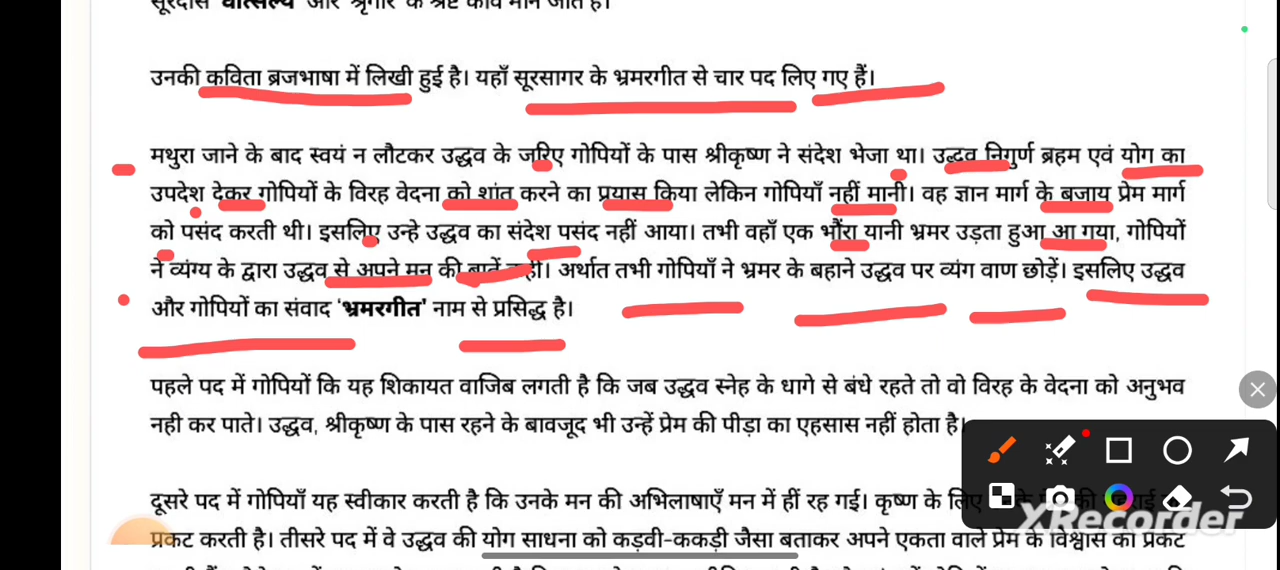 सूरदास 'वात्सल्य' और 'श्रृंगार' के श्रेष्ठ कवि माने जाते हैं।
उनकी कविता ब्रजभाषा में लिखी हुई है। यहाँ सूरसागर के भ्रमरगीत से चार पद लिए गए हैं।
मथुरा जाने के बाद स्वयं न लौटकर उद्धव के जरिए गोपियों के पास श्रीकृष्ण ने संदेश भेजा था। उद्धव निगुर्ण ब्रहम एवं योग का
उपदेश देकर गोपियों के विरह वेदना को शांत करने का प्रयास किया लेकिन गोपियाँ नहीं मानी। वह ज्ञान मार्ग के बजाय प्रेम मार्ग
को पसंद करती थी। इसलिए उन्हे उद्धव का संदेश पसंद नहीं आया। तभी वहाँ एक भौंरा यानी भ्रमर उड़ता हुआ आ गया, गोपियों
ने व्यंग्य के द्वारा उद्धव से अपने मन की बातें कही। अर्थात तभी गोपियाँ ने भ्रमर के बहाने उद्धव पर व्यंग वाण छोड़ें। इसलिए उद्धव
और गोपियों का संवाद 'भ्रमरगीत' नाम से प्रसिद्ध है।
पहले पद में गोपियों कि यह शिकायत वाजिब लगती है कि जब उद्धव स्नेह के धागे से बंधे रहते तो वो विरह के वेदना को अनुभव
नही कर पाते। उद्धव, श्रीकृष्ण के पास रहने के बावजूद भी उन्हें प्रेम की पीड़ा का एहसास नहीं होता है।
दूसरे पद में गोपियाँ यह स्वीकार करती है कि उनके मन की अभिलाषाएँ मन में हीं रह गई। कृष्ण के
प्रकट करती है। तीसरे पद में वे उद्धव की योग साधना को कड़वी-ककड़ी जैसा बताकर अपने एकता वाले प्रेम के विश्वास को प्रकट
XRecorder